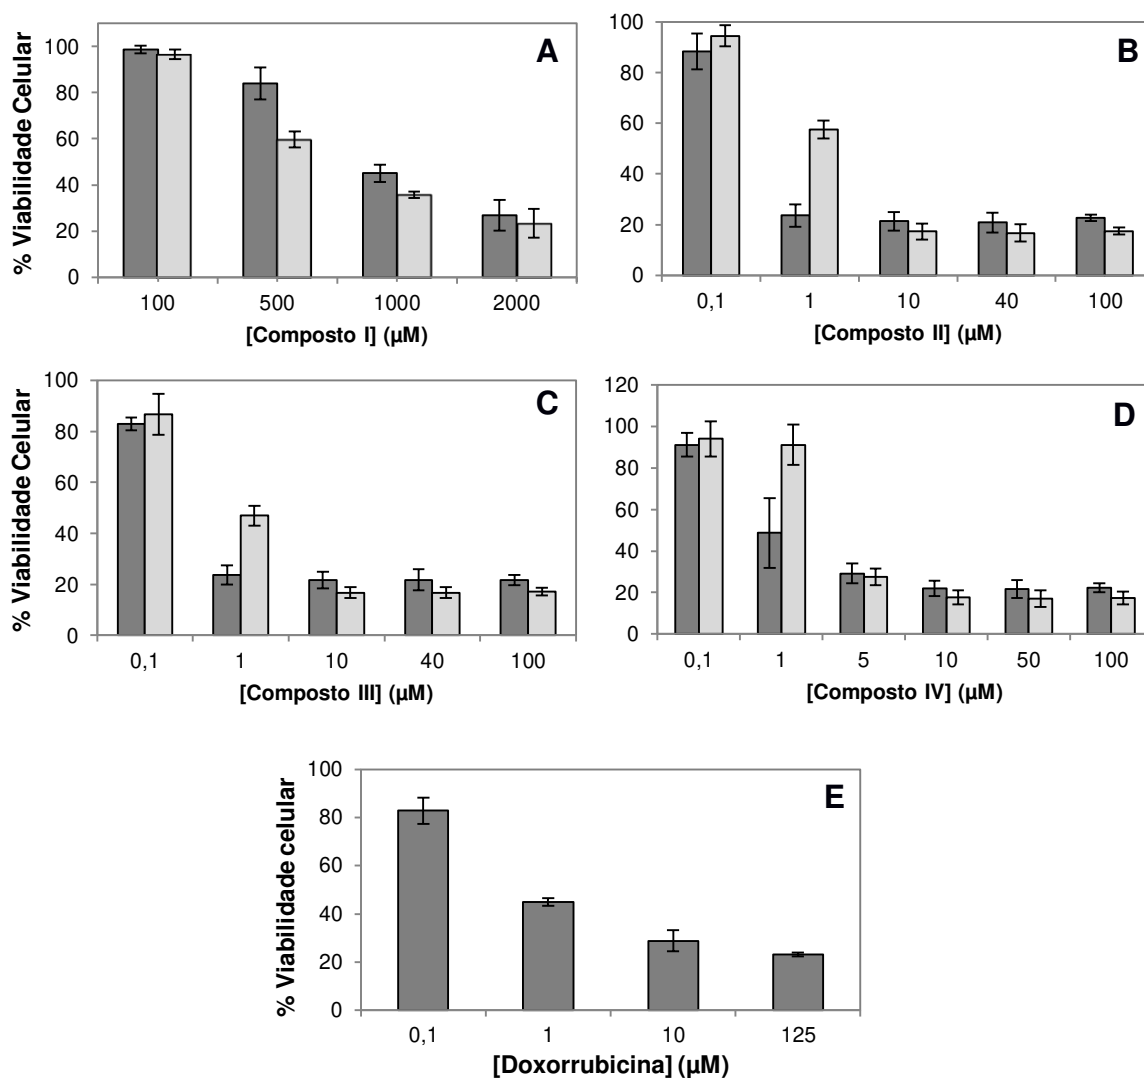 A
% Viabilidade Celular
100
80
60
40
20
0
100 500 1000 2000
[Composto I] (µM)
B
100
80
60
40
20
0
0,1 1 10 40 100
[Composto II] (µM)
C
% Viabilidade Celular
100
80
60
40
20
0
0,1 1 10 40 100
[Composto III] (µM)
D
120
100
80
60
40
20
0
0,1 1 5 10 50 100
[Composto IV] (µM)
E
% Viabilidade celular
100
80
60
40
20
0
0,1 1 10 125
[Doxorrubicina] (µM)